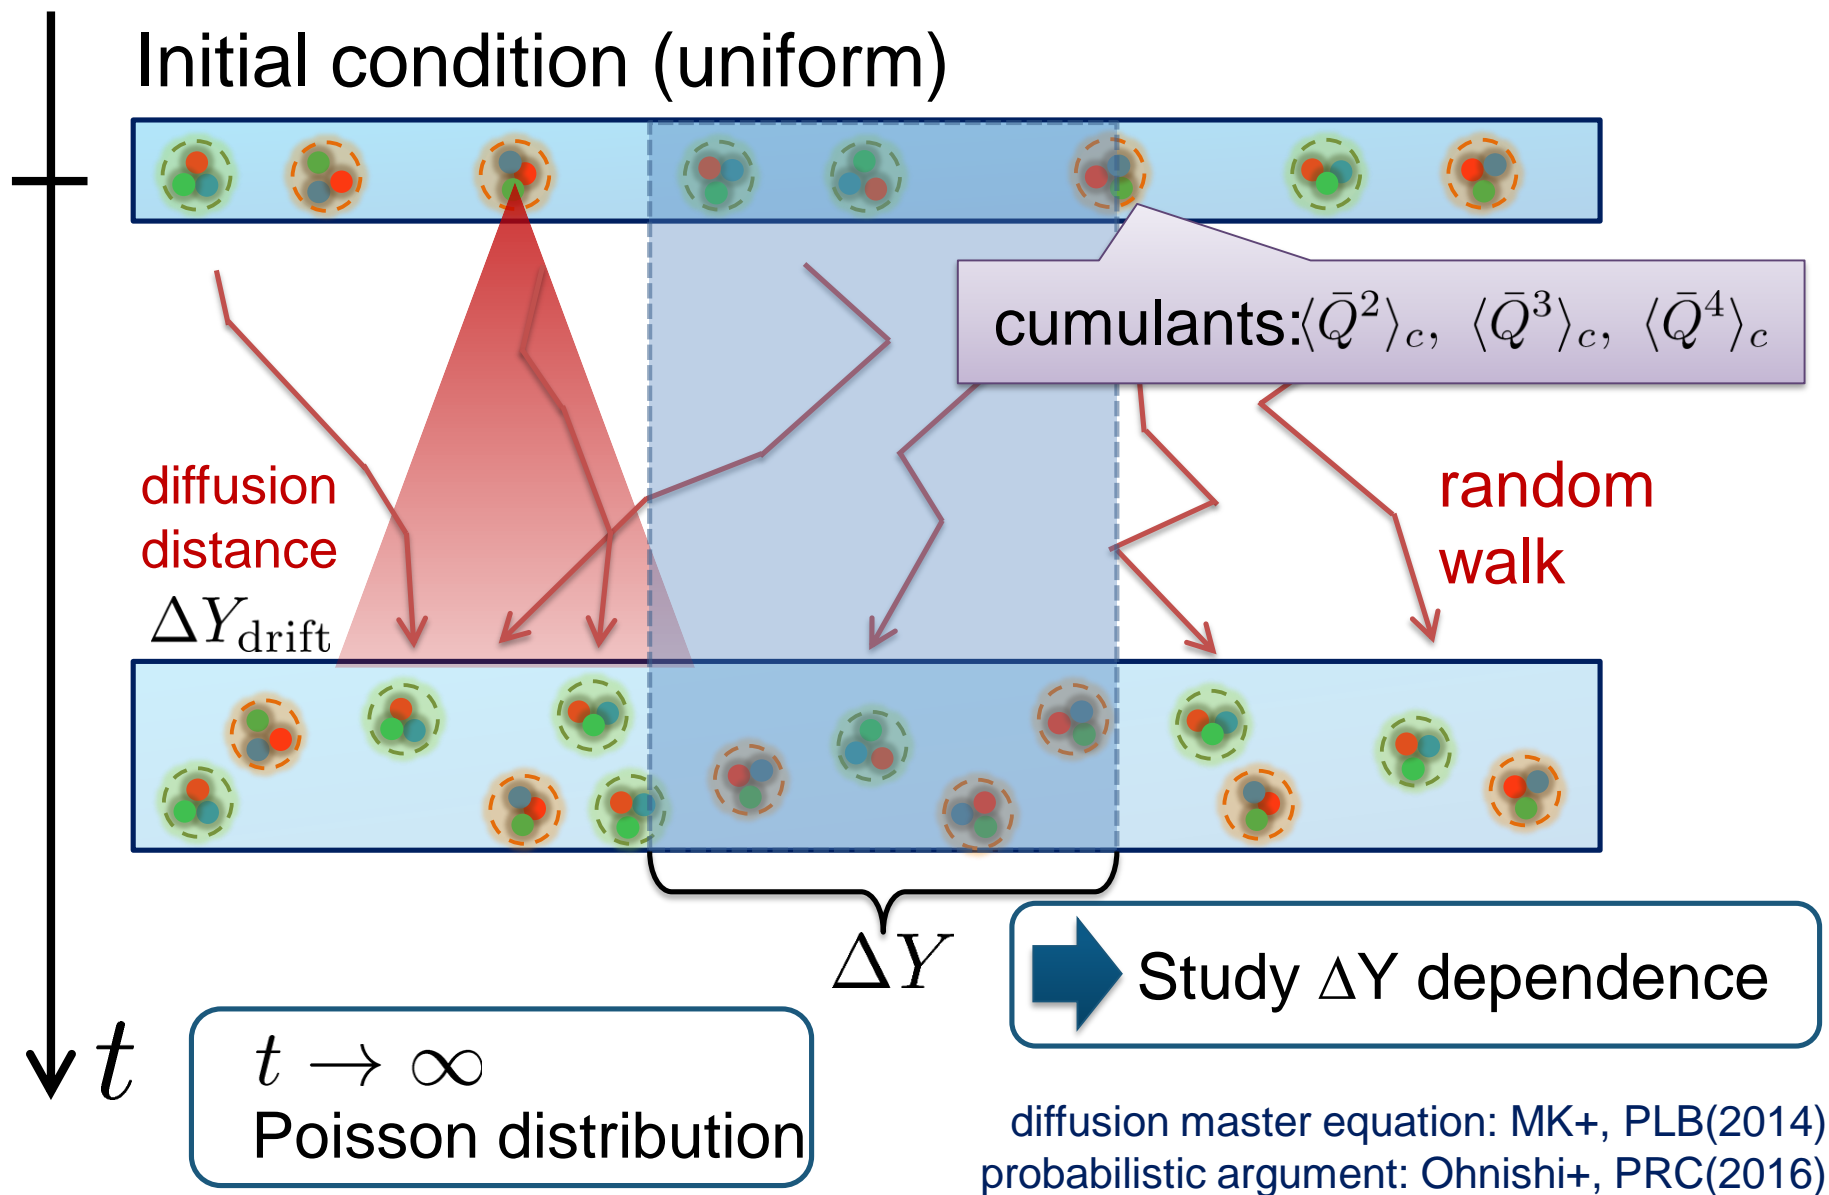 Initial condition (uniform)
cumulants:⟨Q̄²⟩c, ⟨Q̄³⟩c, ⟨Q̄⁴⟩c
diffusion
distance
ΔY_drift
random
walk
ΔY
Study ΔY dependence
t
t → ∞
Poisson distribution
diffusion master equation: MK+, PLB(2014)
probabilistic argument: Ohnishi+, PRC(2016)